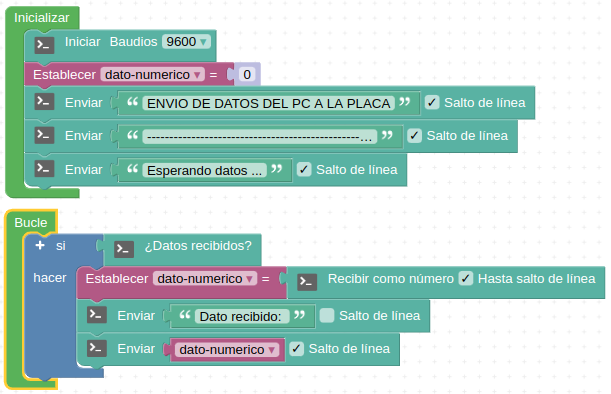 Inicializar
Iniciar Baudios 9600
Establecer dato-numerico = 0
Enviar “ ENVIO DE DATOS DEL PC A LA PLACA ” Salto de línea
Enviar “ ------------------------------------------------... ” Salto de línea
Enviar “ Esperando datos ... ” Salto de línea
Bucle
si ¿Datos recibidos?
hacer Establecer dato-numerico = Recibir como número Hasta salto de línea
Enviar “ Dato recibido: ” Salto de línea
Enviar dato-numerico Salto de línea